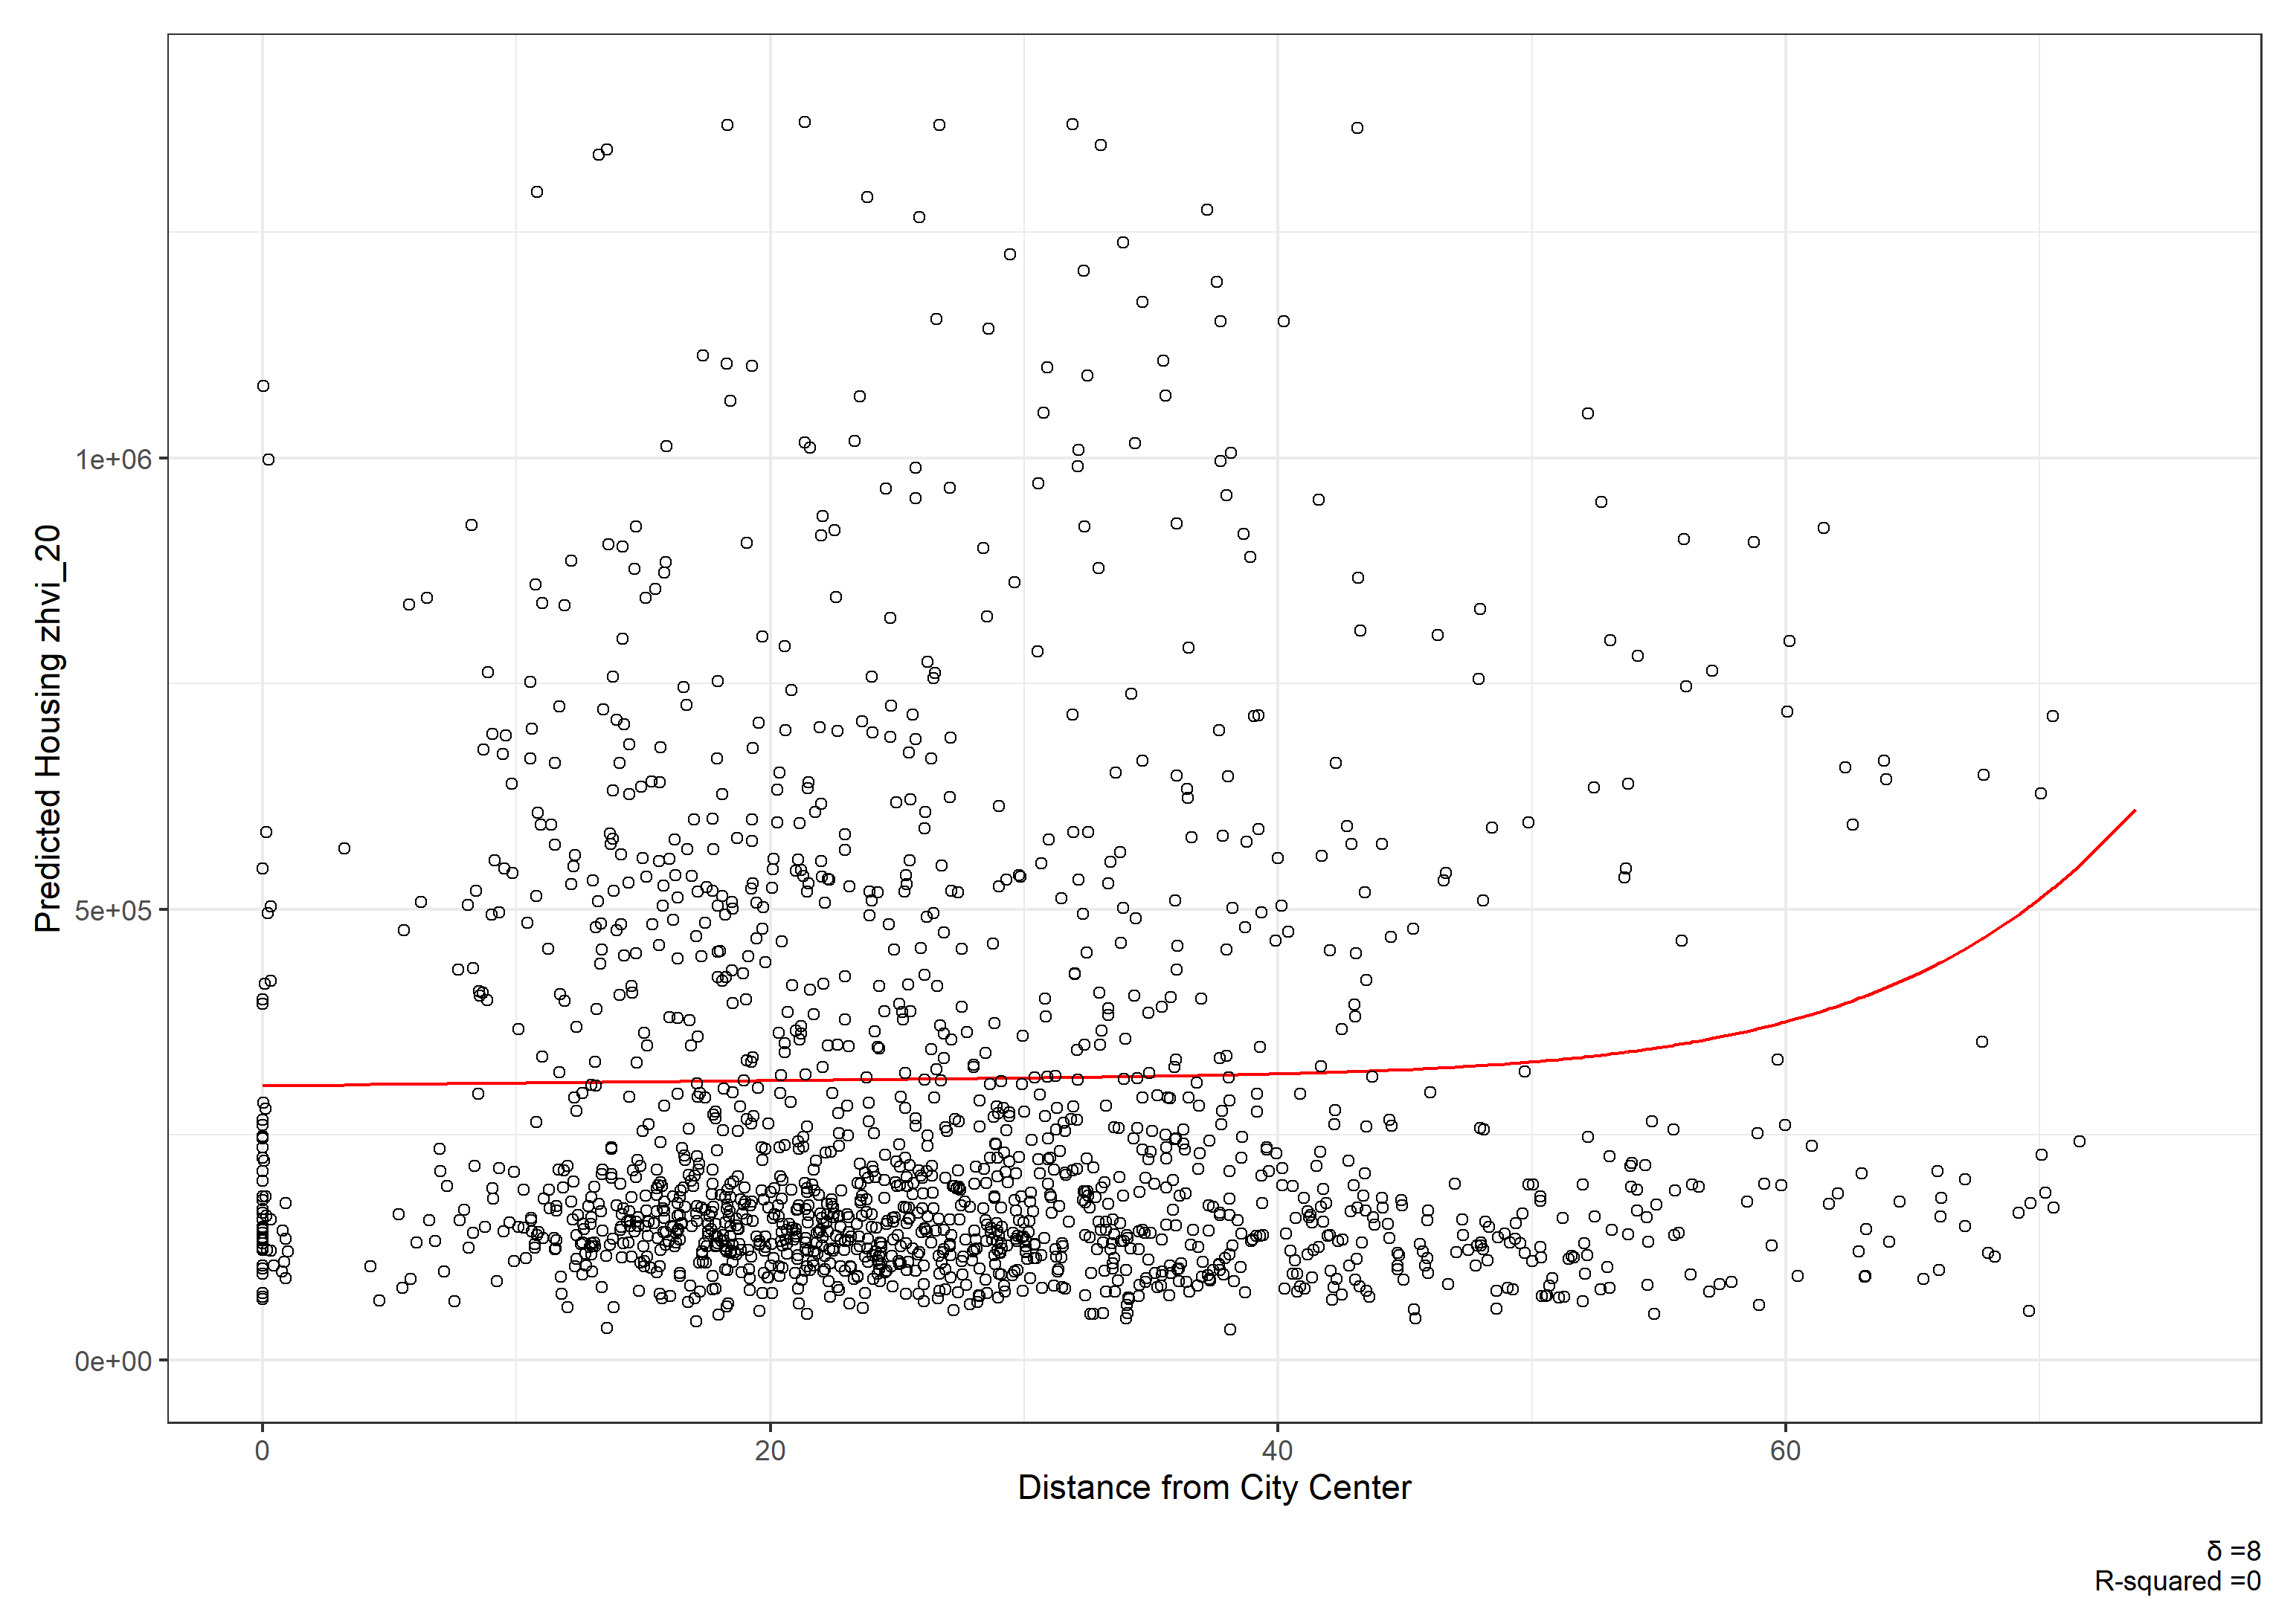 Predicted Housing zhvi_20
1e+06
5e+05
0e+00
0
20
40
60
Distance from City Center
δ =8
R-squared =0